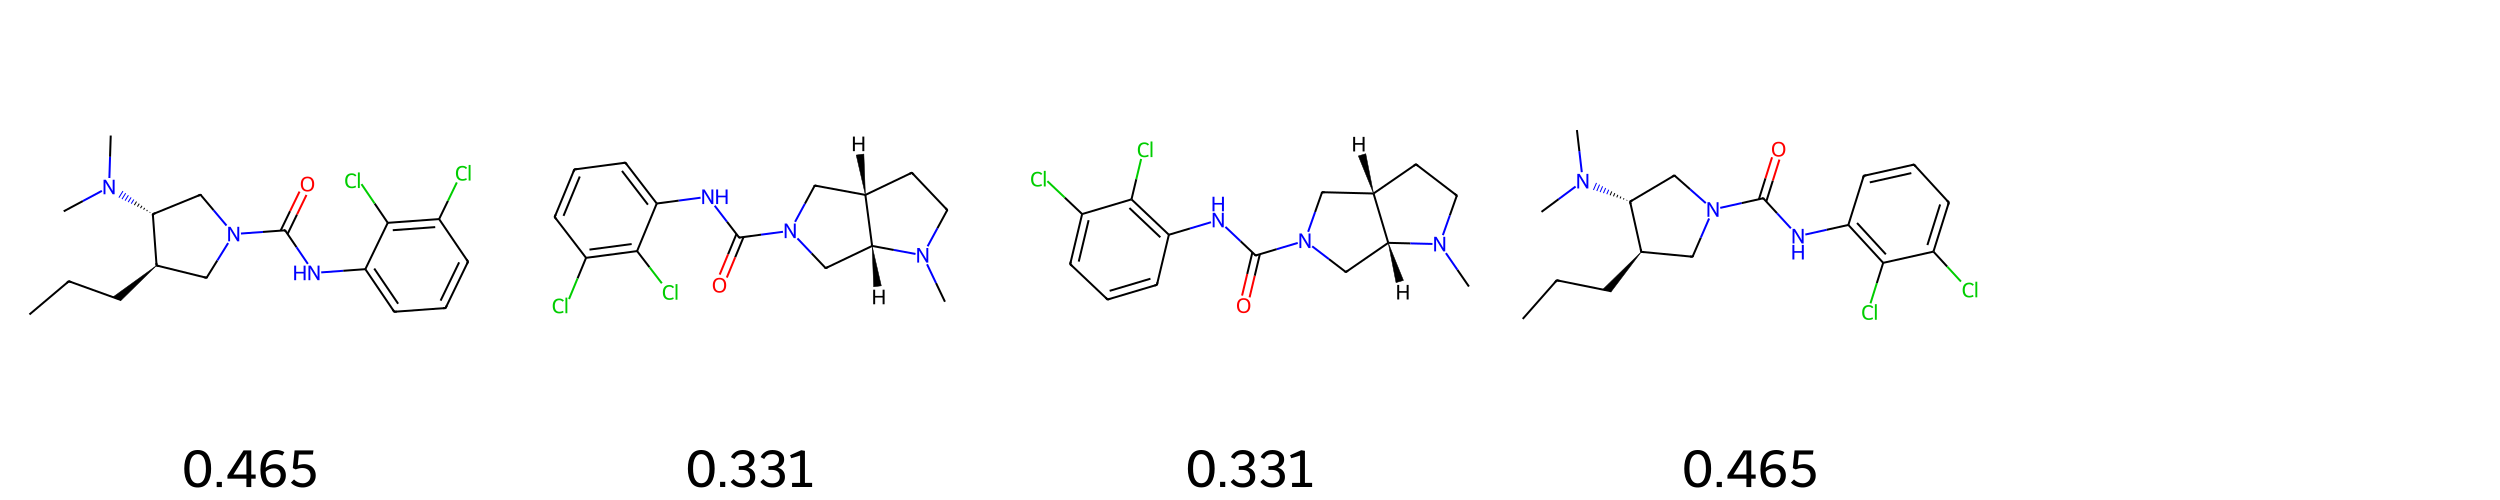 N O Cl Cl
N HN
Cl Cl NH O N H H N
Cl Cl H N O N H H N
N N O N H Cl Cl
0.465 0.331 0.331 0.465